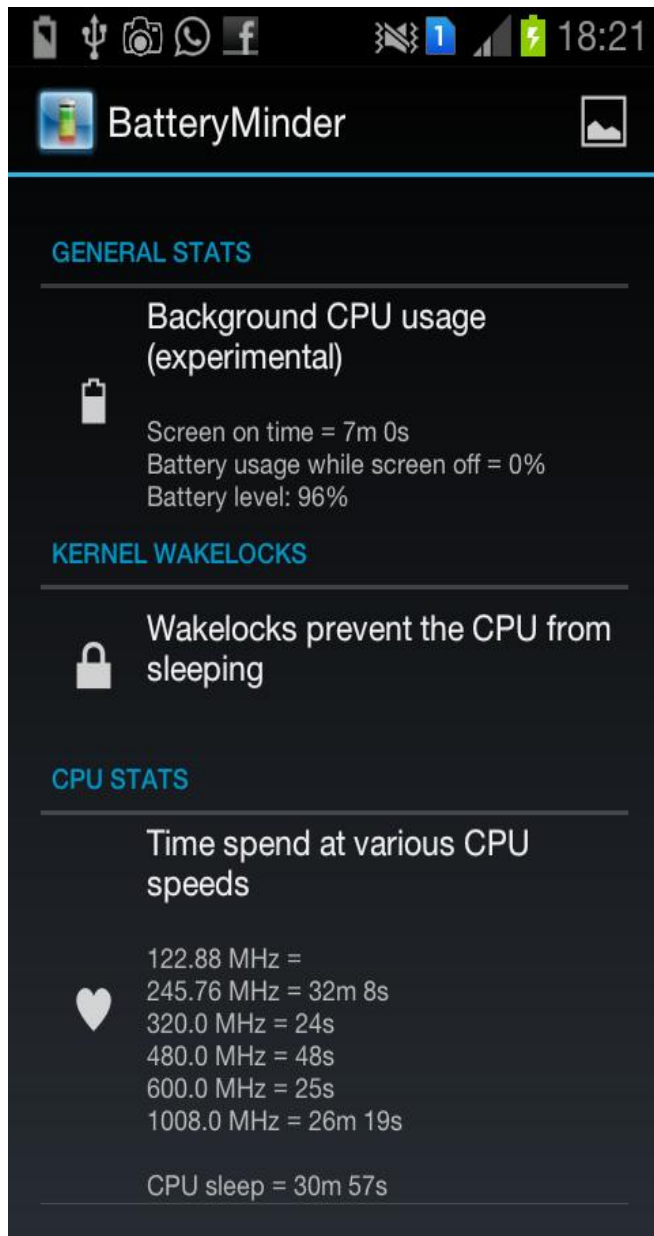 1 18:21
BatteryMinder
GENERAL STATS
Background CPU usage
(experimental)
Screen on time = 7m 0s
Battery usage while screen off = 0%
Battery level: 96%
KERNEL WAKELOCKS
Wakelocks prevent the CPU from
sleeping
CPU STATS
Time spend at various CPU
speeds
122.88 MHz =
245.76 MHz = 32m 8s
320.0 MHz = 24s
480.0 MHz = 48s
600.0 MHz = 25s
1008.0 MHz = 26m 19s
CPU sleep = 30m 57s